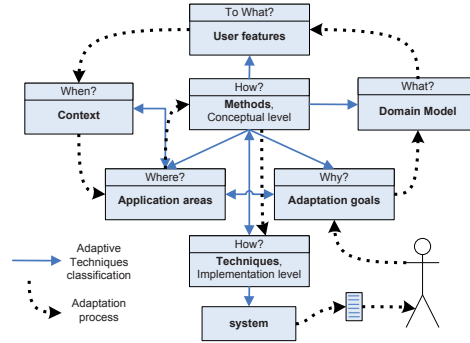 To What?
User features
When?
Context
How?
Methods,
Conceptual level
What?
Domain Model
Where?
Application areas
Why?
Adaptation goals
How?
Techniques,
Implementation level
system
Adaptive
Techniques
classification
Adaptation
process